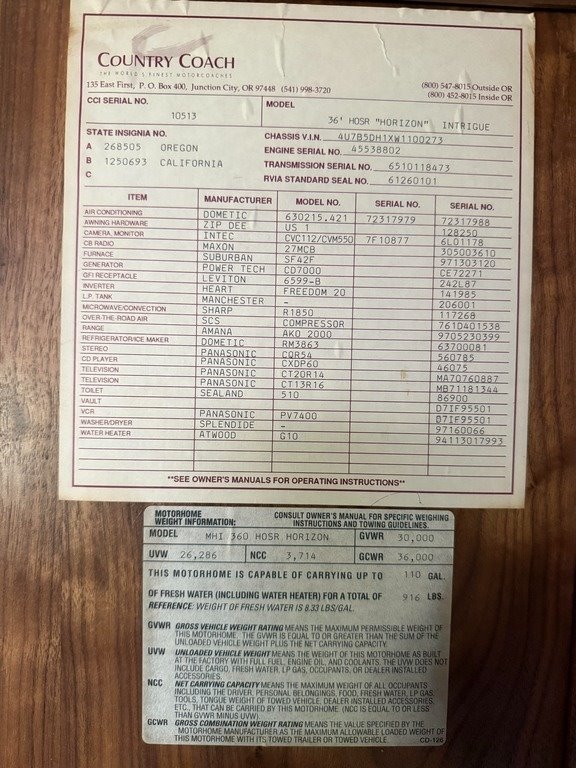 COUNTRY COACH
THE WORLD'S FINEST MOTORCOACHES
135 East First, P. O. Box 400, Junction City, OR 97448 (541) 998-3720
(800) 547-8015 Outside OR
(800) 452-8015 Inside OR
CCI SERIAL NO.
10513
MODEL
36' HOSR "HORIZON" INTRIGUE
STATE INSIGNIA NO.
A 268505 OREGON
B 1250693 CALIFORNIA
C
CHASSIS V.I.N. 4U7B5DH1XW1100273
ENGINE SERIAL NO. 45538802
TRANSMISSION SERIAL NO. 6510118473
RVIA STANDARD SEAL NO. 61260101
ITEM MANUFACTURER MODEL NO. SERIAL NO. SERIAL NO.
AIR CONDITIONING DOMETIC 630215.421 72317979 72317988
AWNING HARDWARE ZIP DEE US 1 128250
CAMERA, MONITOR INTEC CVC112/CVM550 7F10877 6L01178
CB RADIO MAXON 27MCB 305003610
FURNACE SUBURBAN SF42F 971303120
GENERATOR POWER TECH CD7000 CE72271
GFI RECEPTACLE LEVITON 6599-B 242L87
INVERTER HEART FREEDOM 20 141985
L.P. TANK MANCHESTER - 206001
MICROWAVE/CONVECTION SHARP R1850 117268
OVER-THE-ROAD AIR SCS COMPRESSOR 761D401538
RANGE AMANA AKO 2000 9705230399
REFRIGERATOR/ICE MAKER DOMETIC RM3863 63700081
STEREO PANASONIC CQR54 560785
CD PLAYER PANASONIC CXDP60 46075
TELEVISION PANASONIC CT20R14 MA70760887
TELEVISION PANASONIC CT13R16 MB71181344
TOILET SEALAND 510 86900
VAULT D7IF95501
VCR PANASONIC PV7400 D7IF95501
WASHER/DRYER SPLENDIDE - 97160066
WATER HEATER ATWOOD G10 94113017993
**SEE OWNER'S MANUALS FOR OPERATING INSTRUCTIONS**
MOTORHOME WEIGHT INFORMATION:
CONSULT OWNER'S MANUAL FOR SPECIFIC WEIGHING INSTRUCTIONS AND TOWING GUIDELINES.
MODEL MHI 360 HOSR HORIZON GVWR 30,000
UVW 26,286 NCC 3,714 GCWR 36,000
THIS MOTORHOME IS CAPABLE OF CARRYING UP TO 110 GAL.
OF FRESH WATER (INCLUDING WATER HEATER) FOR A TOTAL OF 916 LBS.
REFERENCE: WEIGHT OF FRESH WATER IS 8.33 LBS/GAL.
GVWR GROSS VEHICLE WEIGHT RATING MEANS THE MAXIMUM PERMISSIBLE WEIGHT OF
THIS MOTORHOME. THE GVWR IS EQUAL TO OR GREATER THAN THE SUM OF THE
UNLOADED VEHICLE WEIGHT PLUS THE NET CARRYING CAPACITY.
UVW UNLOADED VEHICLE WEIGHT MEANS THE WEIGHT OF THIS MOTORHOME AS BUILT
AT THE FACTORY WITH FULL FUEL, ENGINE OIL, AND COOLANTS. THE UVW DOES NOT
INCLUDE CARGO, FRESH WATER, LP GAS, OCCUPANTS, OR DEALER INSTALLED
ACCESSORIES.
NCC NET CARRYING CAPACITY MEANS THE MAXIMUM WEIGHT OF ALL OCCUPANTS
INCLUDING THE DRIVER, PERSONAL BELONGINGS, FOOD, FRESH WATER, LP GAS,
TOOLS, TONGUE WEIGHT OF TOWED VEHICLE, DEALER INSTALLED ACCESSORIES,
ETC., THAT CAN BE CARRIED BY THIS MOTORHOME (NCC IS EQUAL TO OR LESS
THAN GVWR MINUS UVW).
GCWR GROSS COMBINATION WEIGHT RATING MEANS THE VALUE SPECIFIED BY THE
MOTORHOME MANUFACTURER AS THE MAXIMUM ALLOWABLE LOADED WEIGHT OF
THIS MOTORHOME WITH ITS TOWED TRAILER OR TOWED VEHICLE.
CD-126